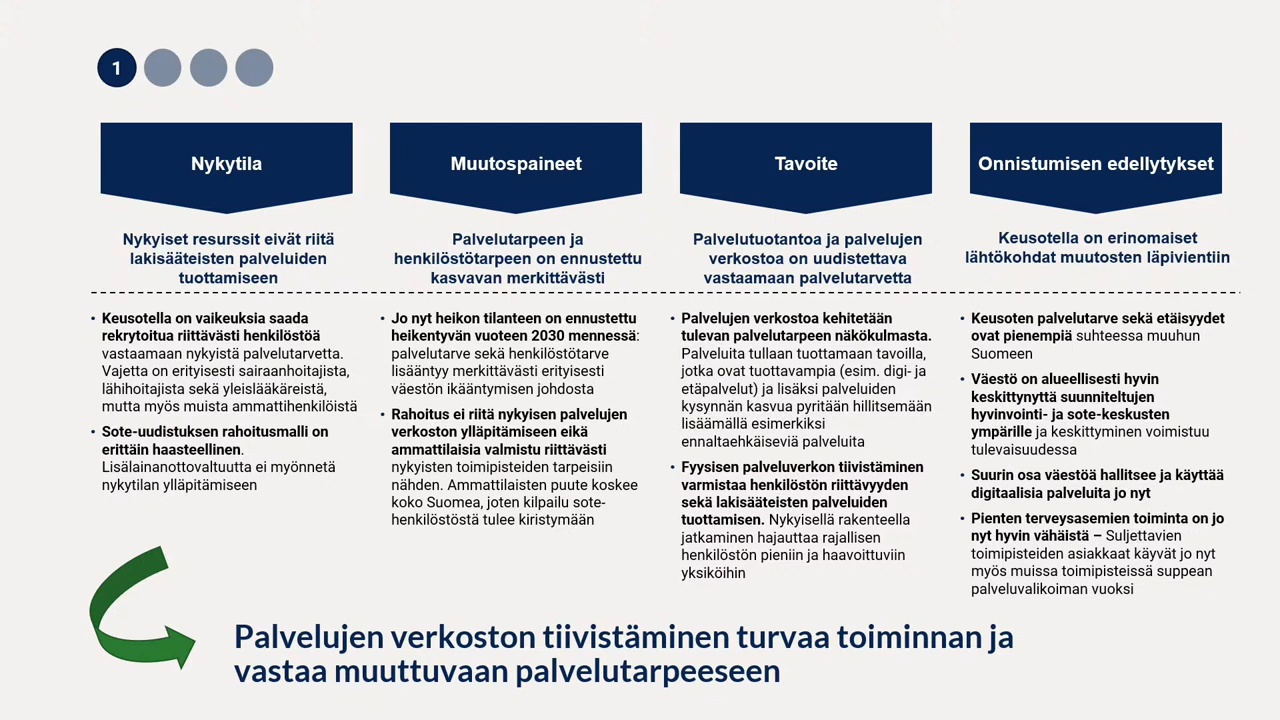 1
Nykytila
Nykyiset resurssit eivät riitä
lakisääteisten palveluiden
tuottamiseen
• Keusotella on vaikeuksia saada
rekrytoitua riittävästi henkilöstöä
vastaamaan nykyistä palvelutarvetta.
Vajetta on erityisesti sairaanhoitajista,
lähihoitajista sekä yleislääkäreistä,
mutta myös muista ammattihenkilöistä
• Sote-uudistuksen rahoitusmalli on
erittäin haasteellinen.
Lisälainanottovaltuutta ei myönnetä
nykytilan ylläpitämiseen
Muutospaineet
Palvelutarpeen ja
henkilöstötarpeen on ennustettu
kasvavan merkittävästi
• Jo nyt heikon tilanteen on ennustettu
heikentyvän vuoteen 2030 mennessä:
palvelutarve sekä henkilöstötarve
lisääntyy merkittävästi erityisesti
väestön ikääntymisen johdosta
• Rahoitus ei riitä nykyisen palvelujen
verkoston ylläpitämiseen eikä
ammattilaisia valmistu riittävästi
nykyisten toimipisteiden tarpeisiin
nähden. Ammattilaisten puute koskee
koko Suomea, joten kilpailu sote-
henkilöstöstä tulee kiristymään
Tavoite
Palvelutuotantoa ja palvelujen
verkostoa on uudistettava
vastaamaan palvelutarvetta
• Palvelujen verkostoa kehitetään
tulevan palvelutarpeen näkökulmasta.
Palveluita tullaan tuottamaan tavoilla,
jotka ovat tuottavampia (esim. digi- ja
etäpalvelut) ja lisäksi palveluiden
kysynnän kasvua pyritään hillitsemään
lisäämällä esimerkiksi
ennaltaehkäiseviä palveluita
• Fyysisen palveluverkon tiivistäminen
varmistaa henkilöstön riittävyyden
sekä lakisääteisten palveluiden
tuottamisen. Nykyisellä rakenteella
jatkaminen hajauttaa rajallisen
henkilöstön pieniin ja haavoittuviin
yksiköihin
Onnistumisen edellytykset
Keusotella on erinomaiset
lähtökohdat muutosten läpivientiin
• Keusoten palvelutarve sekä etäisyydet
ovat pienempiä suhteessa muuhun
Suomeen
• Väestö on alueellisesti hyvin
keskittynyttä suunniteltujen
hyvinvointi- ja sote-keskusten
ympärille ja keskittyminen voimistuu
tulevaisuudessa
• Suurin osa väestöä hallitsee ja käyttää
digitaalisia palveluita jo nyt
• Pienten terveysasemien toiminta on jo
nyt hyvin vähäistä – Suljettavien
toimipisteiden asiakkaat käyvät jo nyt
myös muissa toimipisteissä suppean
palveluvalikoiman vuoksi
Palvelujen verkoston tiivistäminen turvaa toiminnan ja
vastaa muuttuvaan palvelutarpeeseen